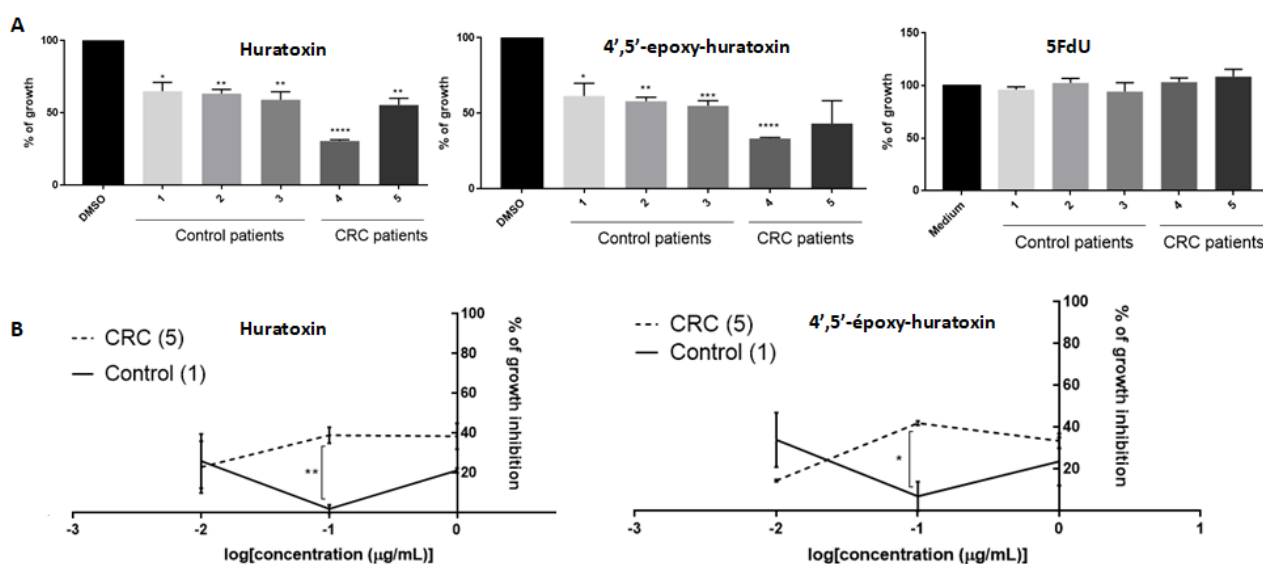 A
Huratoxin
% of growth
100
50
0
*
**
**
****
**
DMSO
1
2
3
4
5
Control patients
CRC patients
4’,5’-epoxy-huratoxin
% of growth
100
50
0
*
**
***
****
DMSO
1
2
3
4
5
Control patients
CRC patients
5FdU
% of growth
150
100
50
0
Medium
1
2
3
4
5
Control patients
CRC patients
B
Huratoxin
CRC (5)
Control (1)
100
80
60
40
20
% of growth inhibition
**
-3
-2
-1
0
log[concentration (µg/mL)]
4’,5’-époxy-huratoxin
CRC (5)
Control (1)
100
80
60
40
20
% of growth inhibition
*
-3
-2
-1
0
1
log[concentration (µg/mL)]